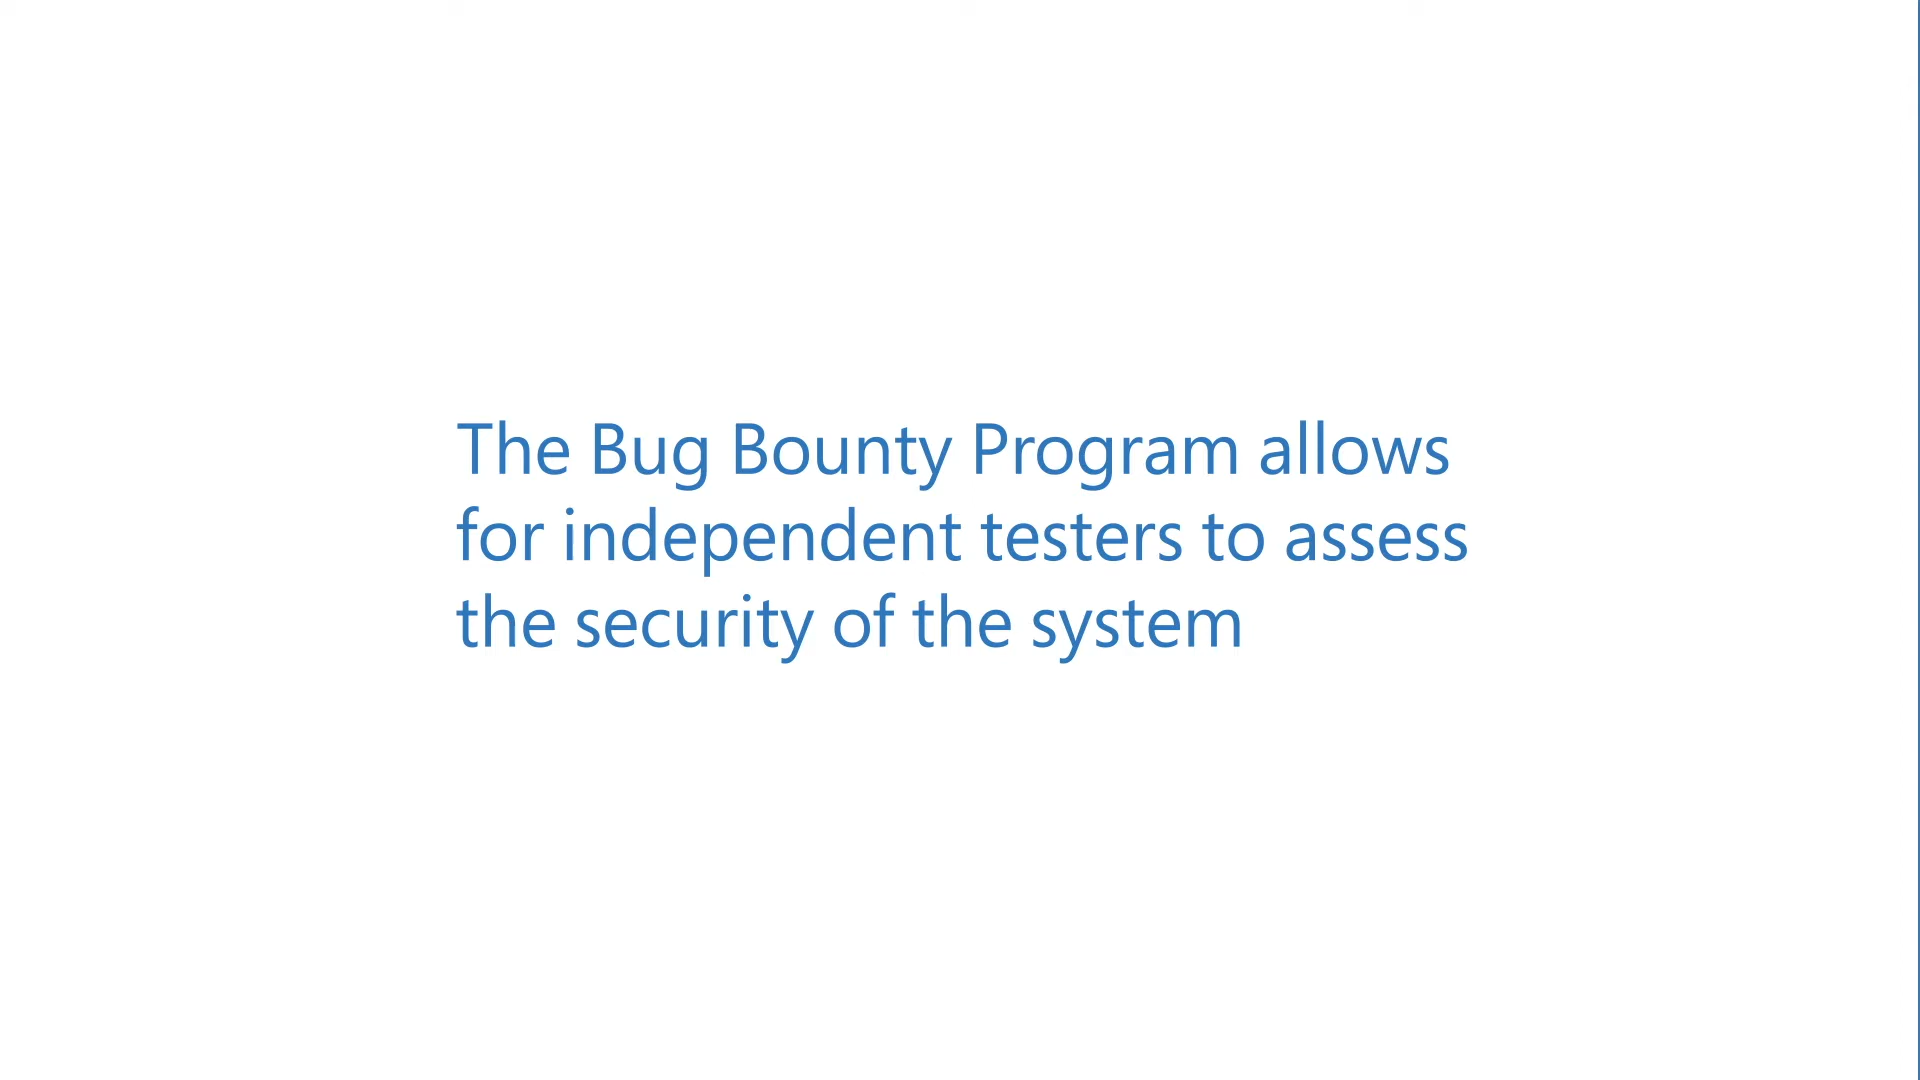 The Bug Bounty Program allows
for independent testers to assess
the security of the system